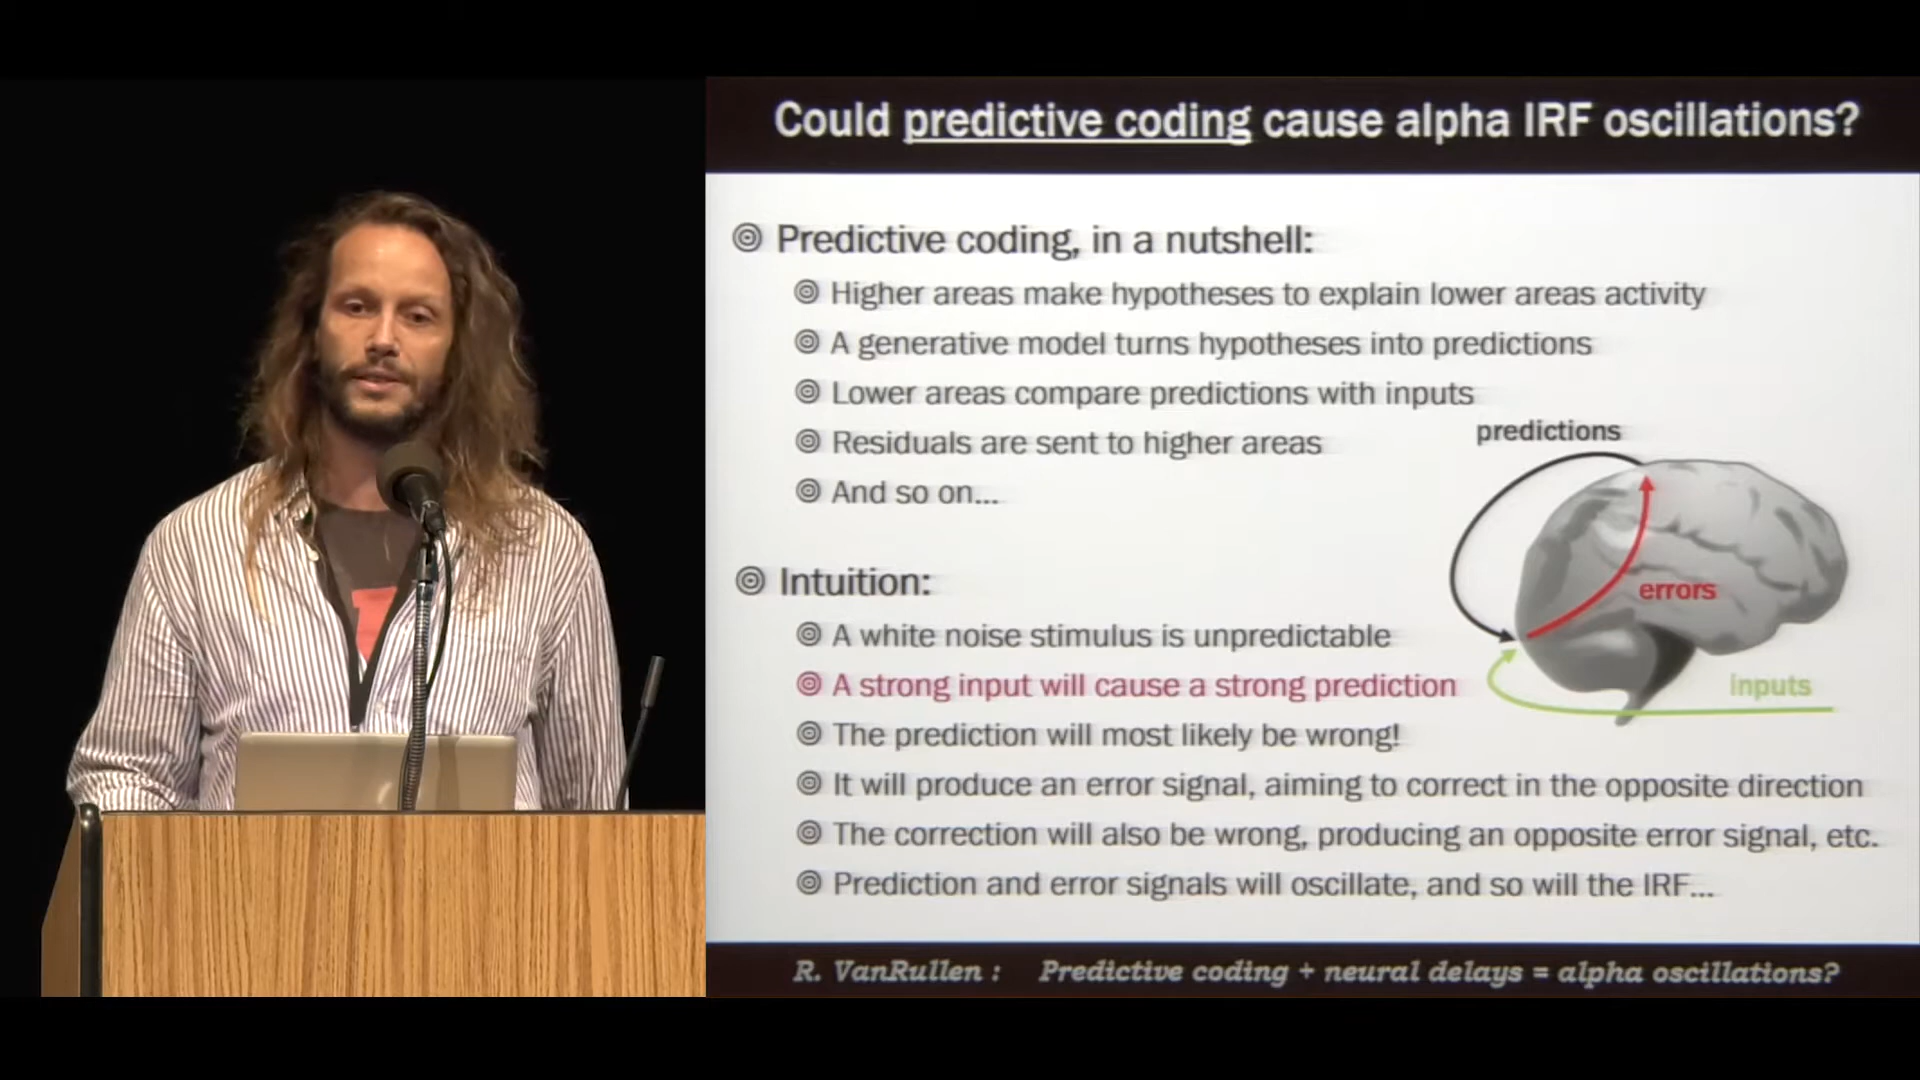 Could predictive coding cause alpha IRF oscillations?
Predictive coding, in a nutshell:
Higher areas make hypotheses to explain lower areas activity
A generative model turns hypotheses into predictions
Lower areas compare predictions with inputs
Residuals are sent to higher areas
And so on...
predictions
errors
inputs
Intuition:
A white noise stimulus is unpredictable
A strong input will cause a strong prediction
The prediction will most likely be wrong!
It will produce an error signal, aiming to correct in the opposite direction
The correction will also be wrong, producing an opposite error signal, etc.
Prediction and error signals will oscillate, and so will the IRF...
R. VanRullen : Predictive coding + neural delays = alpha oscillations?